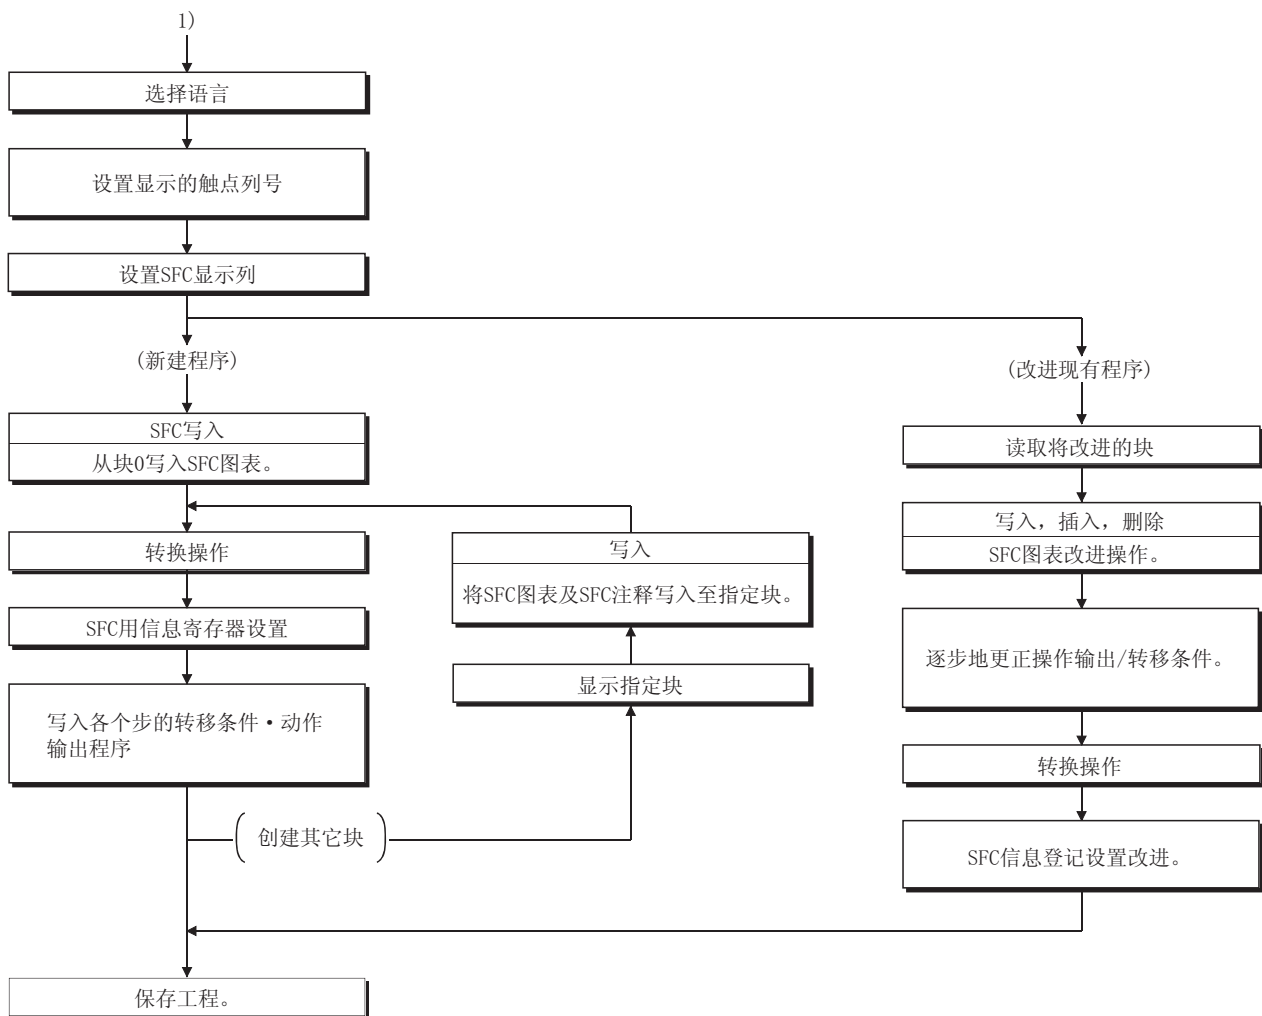 1)
选择语言
设置显示的触点列号
设置SFC显示列
(新建程序)
SFC写入
从块0写入SFC图表。
转换操作
SFC用信息寄存器设置
写入各个步的转移条件·动作
输出程序
(创建其它块)
写入
将SFC图表及SFC注释写入至指定块。
显示指定块
(改进现有程序)
读取将改进的块
写入，插入，删除
SFC图表改进操作。
逐步地更正操作输出/转移条件。
转换操作
SFC信息登记设置改进。
保存工程。